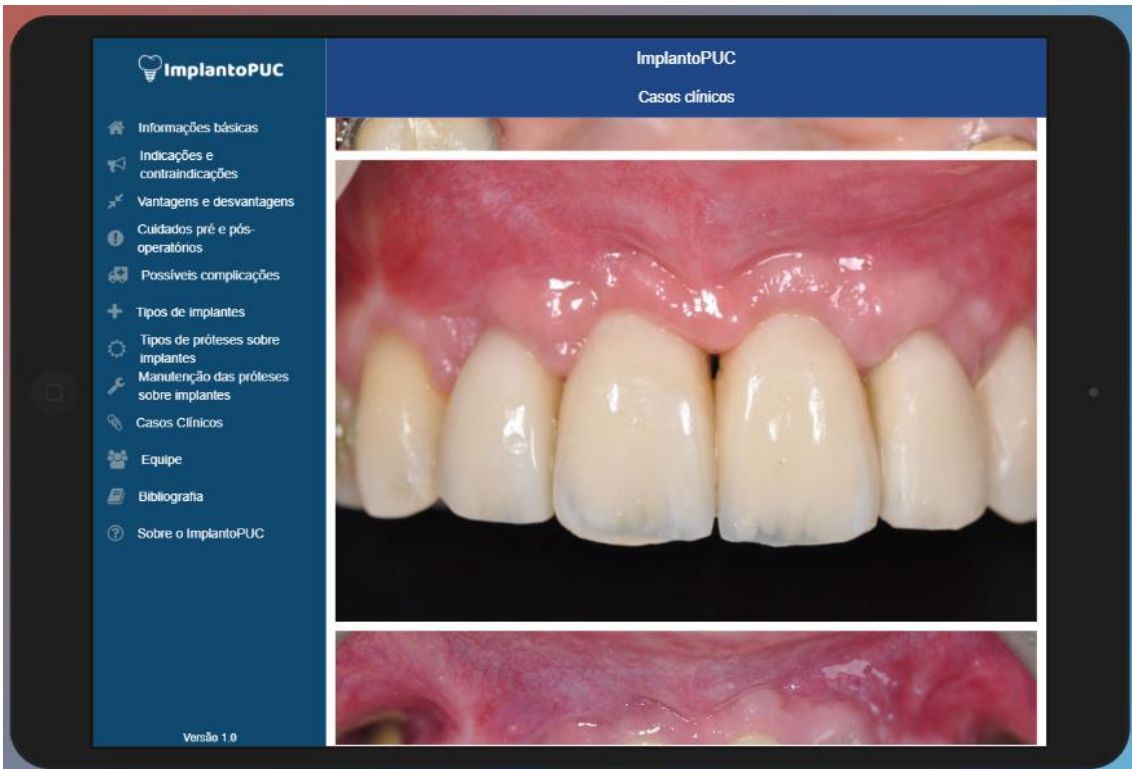 ImplantoPUC
Informações básicas
Indicações e
contraindicações
Vantagens e desvantagens
Cuidados pré e pós-
operatórios
Possíveis complicações
Tipos de implantes
Tipos de próteses sobre
implantes
Manutenção das próteses
sobre implantes
Casos Clínicos
Equipe
Bibliografia
Sobre o ImplantoPUC
Versão 1.0
ImplantoPUC
Casos clínicos